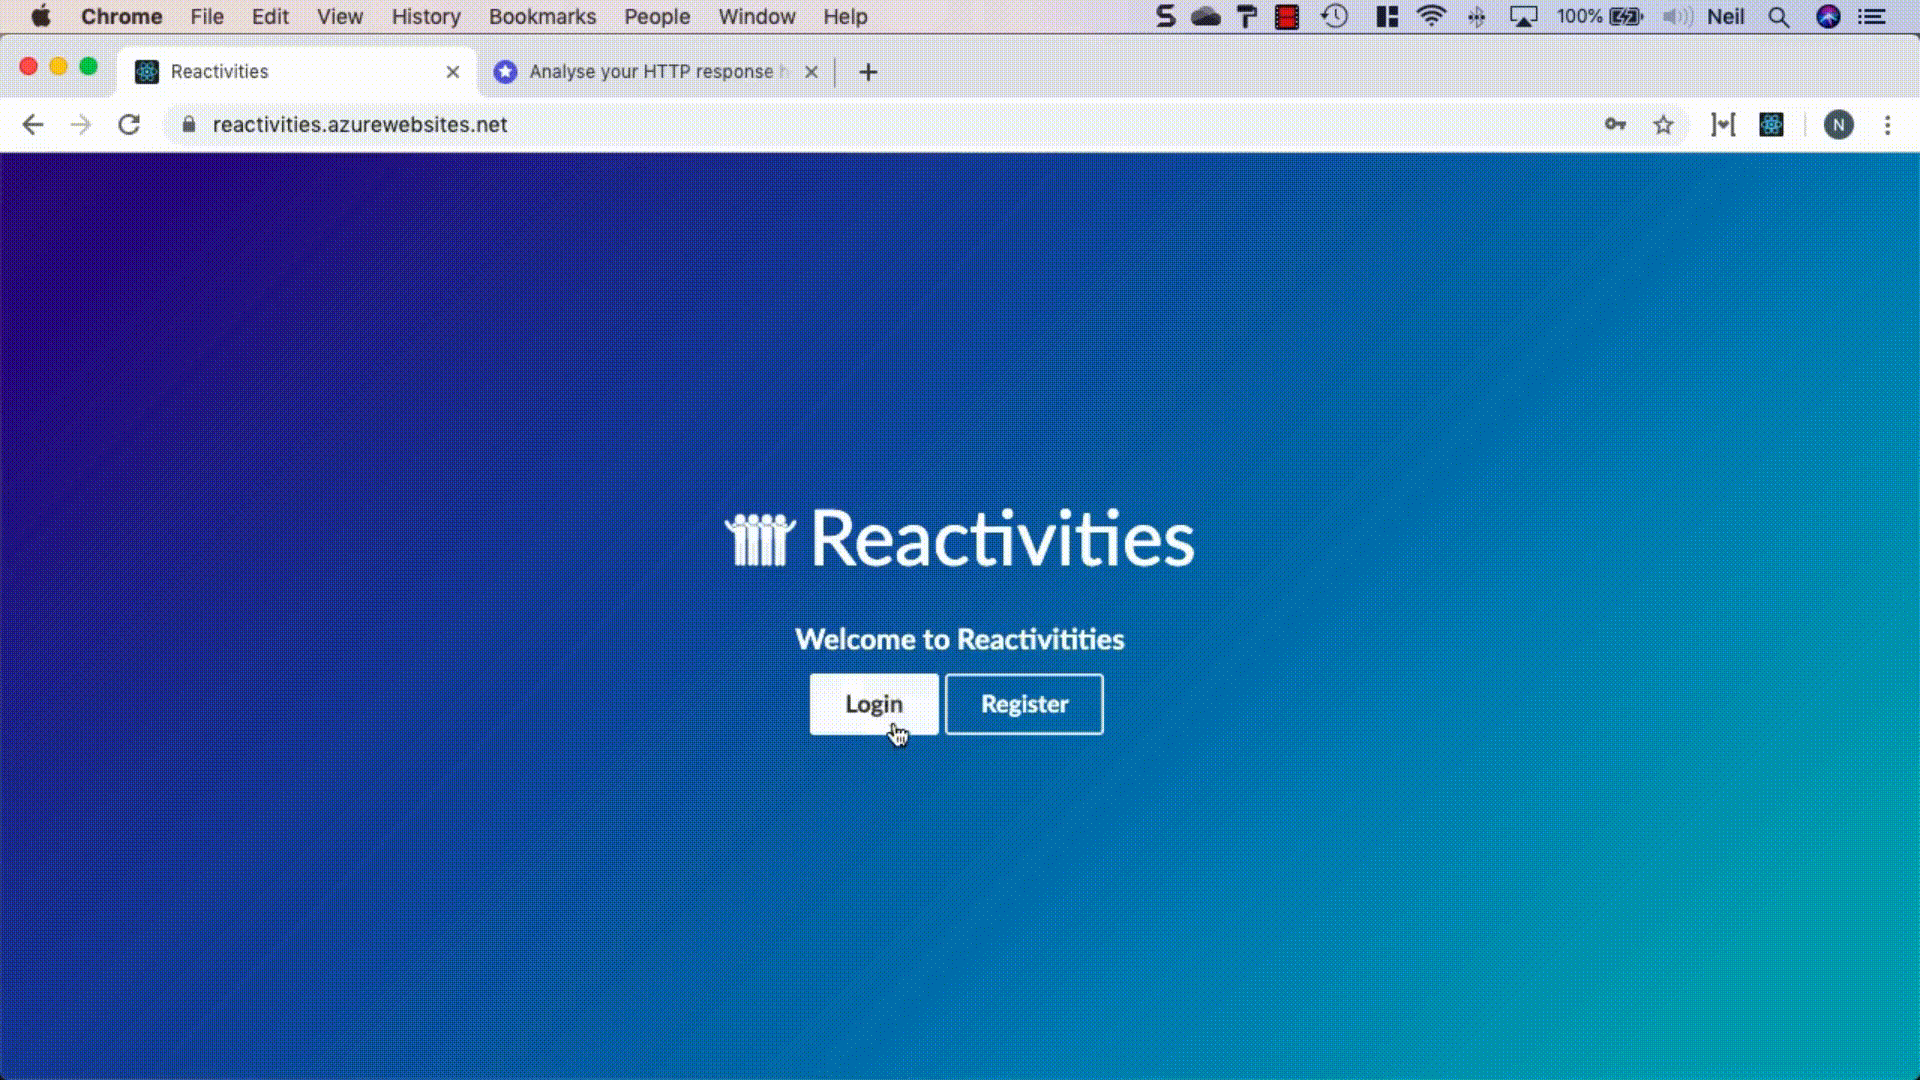 Chrome File Edit View History Bookmarks People Window Help 100% Neil
Reactivities Analyse your HTTP response
reactivities.azurewebsites.net N
Reactivities
Welcome to Reactivitities
Login Register